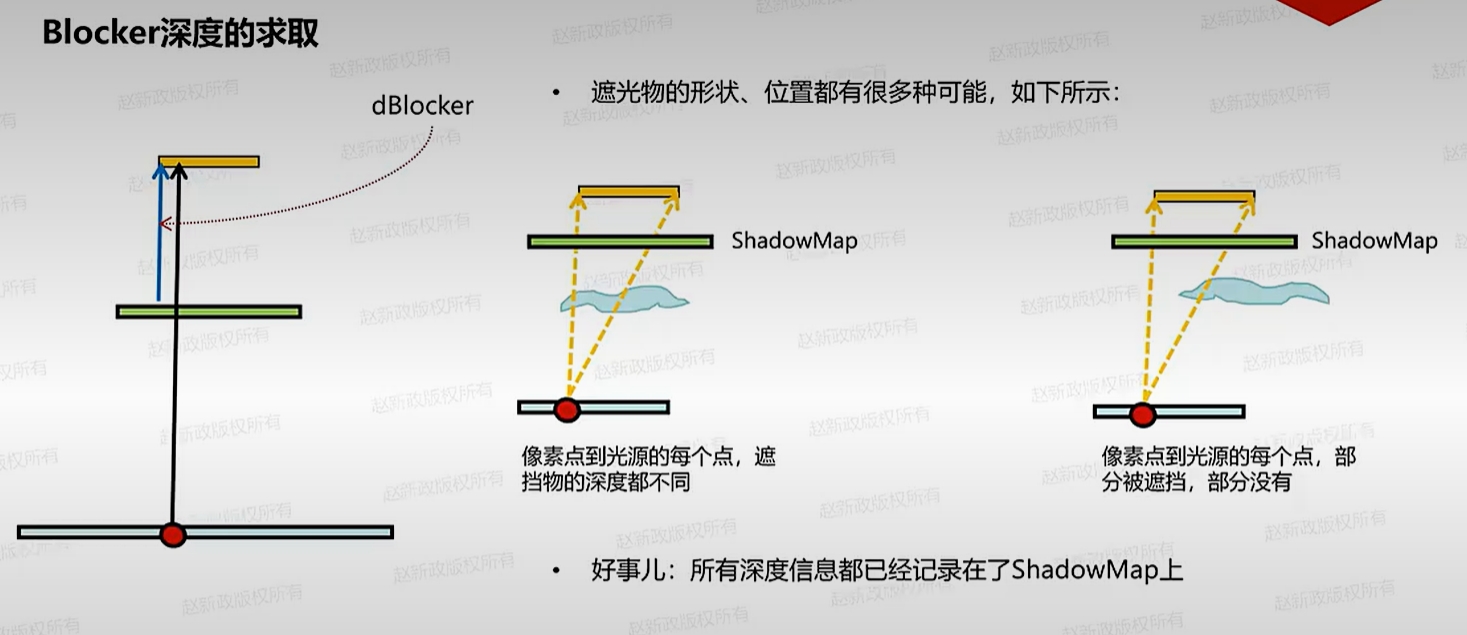 Blocker深度的求取
dBlocker
• 遮光物的形状、位置都有很多种可能，如下所示：
ShadowMap
ShadowMap
像素点到光源的每个点，遮
挡物的深度都不同
像素点到光源的每个点，部
分被遮挡，部分没有
• 好事儿：所有深度信息都已经记录在了ShadowMap上
赵新政版权所有